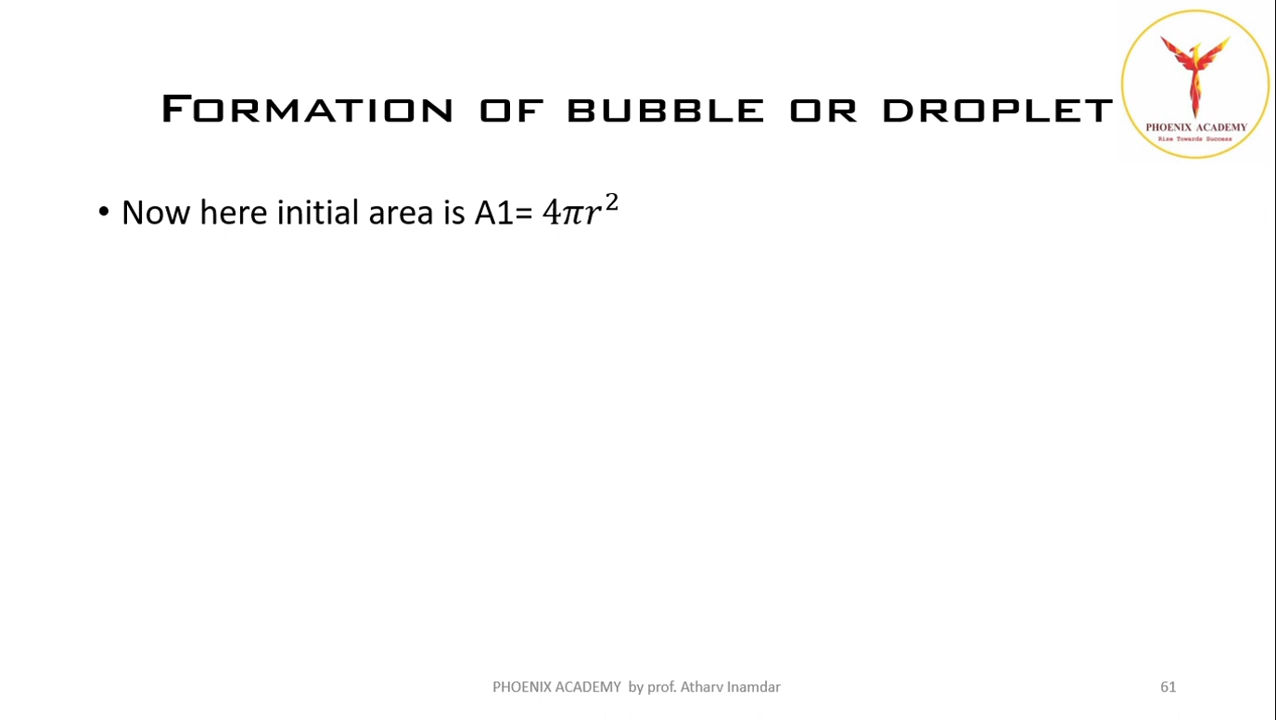 FORMATION OF BUBBLE OR DROPLET
PHOENIX ACADEMY
Rise Towards Success
• Now here initial area is A1= 4𝜋𝑟²
PHOENIX ACADEMY by prof. Atharv Inamdar
61